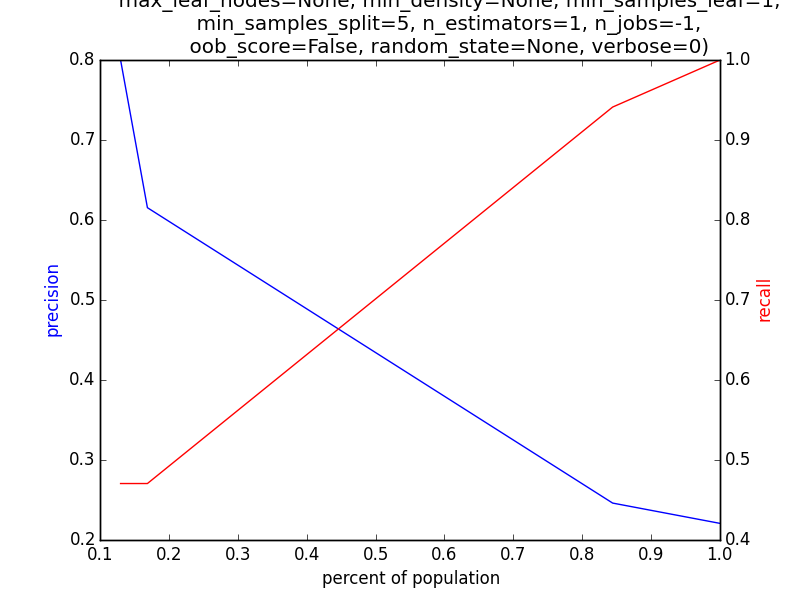 max_leaf_nodes=None, min_density=None, min_samples_leaf=1,
min_samples_split=5, n_estimators=1, n_jobs=-1,
oob_score=False, random_state=None, verbose=0)
0.8
0.7
0.6
0.5
0.4
0.3
0.2
precision
1.0
0.9
0.8
0.7
0.6
0.5
0.4
recall
0.1 0.2 0.3 0.4 0.5 0.6 0.7 0.8 0.9 1.0
percent of population